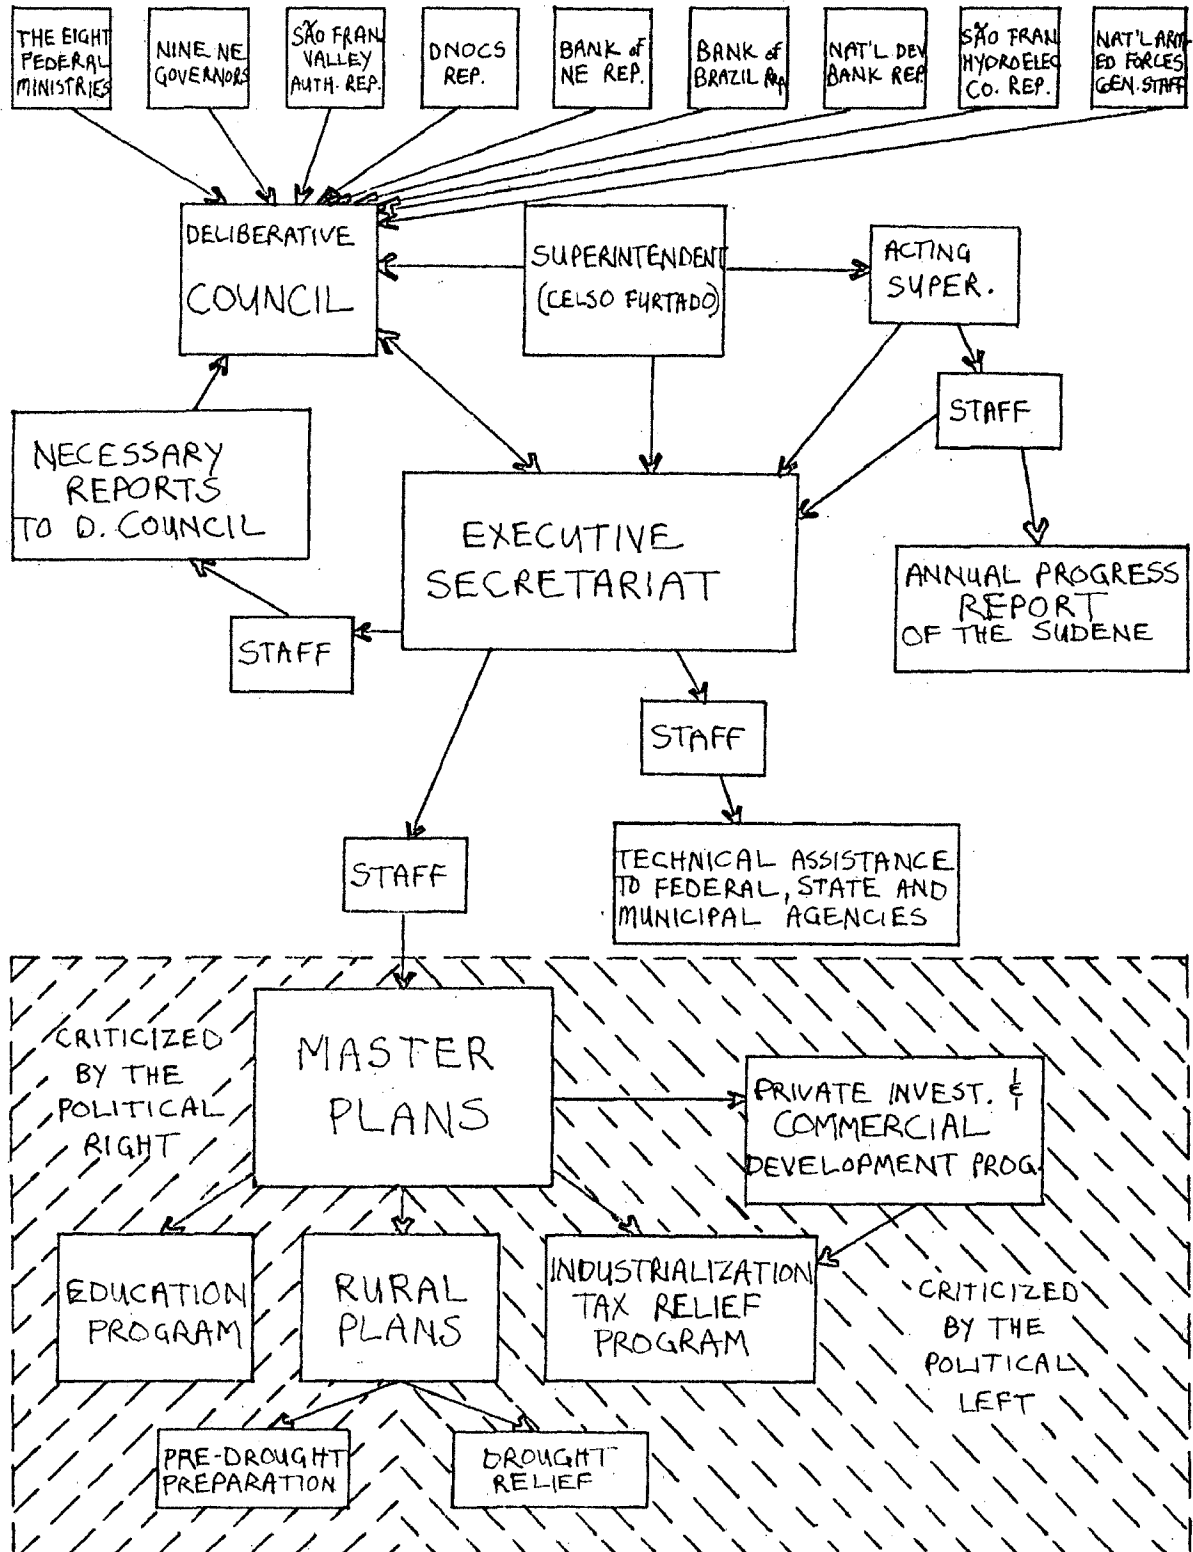 THE EIGHT
FEDERAL
MINISTRIES
NINE NE
GOVERNORS
SÃO FRAN
VALLEY
AUTH. REP.
DNOCS
REP.
BANK of
NE REP.
BANK of
BRAZIL Rep
NAT'L DEV
BANK REP.
SÃO FRAN
HYDROELEC
CO. REP.
NAT'L ARM-
ED FORCES
GEN. STAFF
DELIBERATIVE
COUNCIL
SUPERINTENDENT
(CELSO FURTADO)
ACTING
SUPER.
STAFF
NECESSARY
REPORTS
TO D. COUNCIL
EXECUTIVE
SECRETARIAT
ANNUAL PROGRESS
REPORT
OF THE SUDENE
STAFF
STAFF
STAFF
TECHNICAL ASSISTANCE
TO FEDERAL, STATE AND
MUNICIPAL AGENCIES
CRITICIZED
BY THE
POLITICAL
RIGHT
MASTER
PLANS
PRIVATE INVEST. &
COMMERCIAL
DEVELOPMENT PROG.
EDUCATION
PROGRAM
RURAL
PLANS
INDUSTRIALIZATION
TAX RELIEF
PROGRAM
CRITICIZED
BY THE
POLITICAL
LEFT
PRE-DROUGHT
PREPARATION
DROUGHT
RELIEF